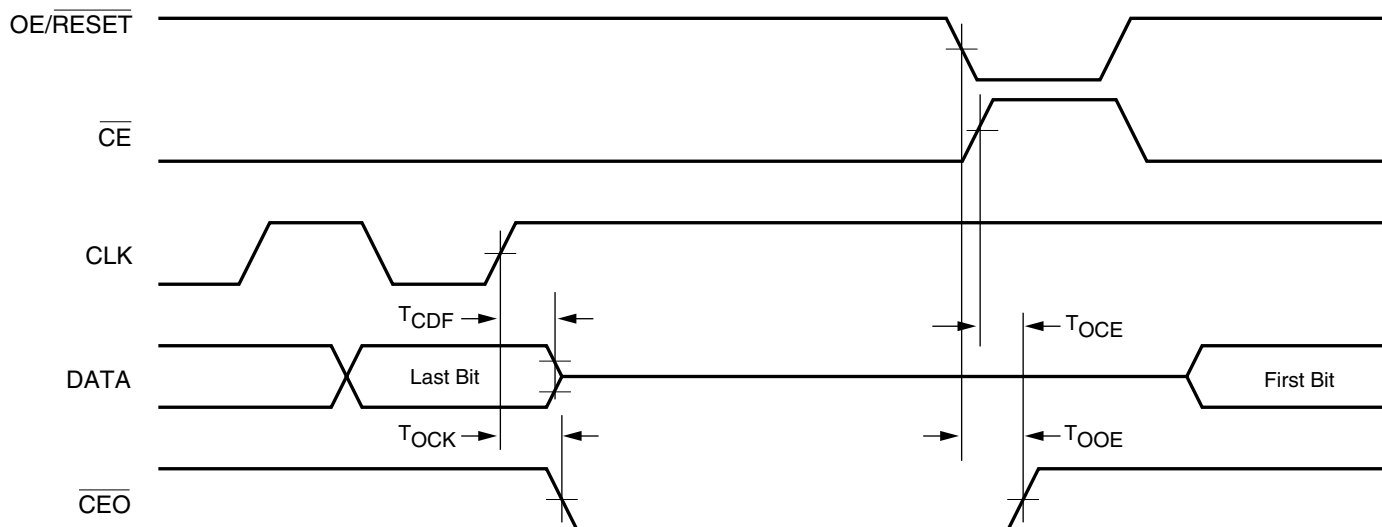 OE/RESET
CE
CLK
TCDF
TOCE
DATA
Last Bit
First Bit
TOCK
TOOE
CEO